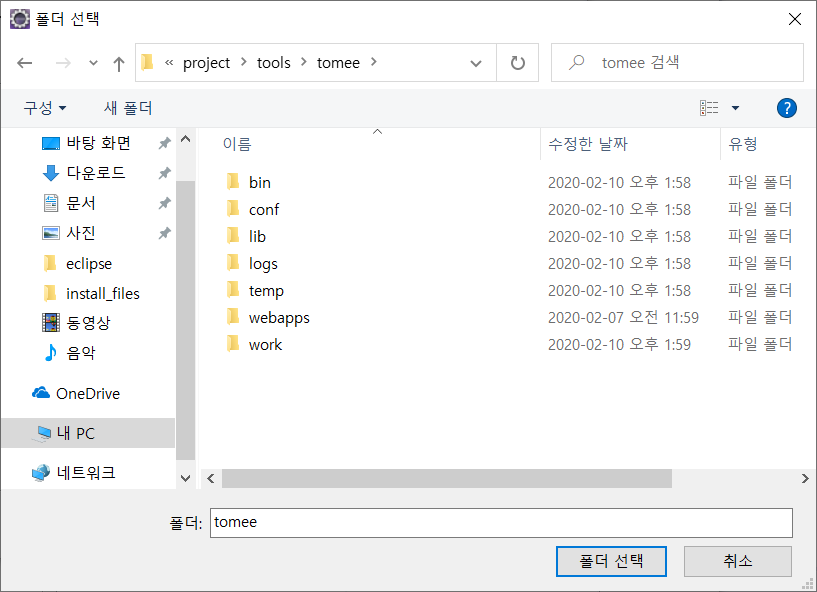 폴더 선택
« project > tools > tomee >
tomee 검색
구성
새 폴더
?
바탕 화면
다운로드
문서
사진
eclipse
install_files
동영상
음악
OneDrive
내 PC
네트워크
이름 수정한 날짜 유형
bin 2020-02-10 오후 1:58 파일 폴더
conf 2020-02-10 오후 1:58 파일 폴더
lib 2020-02-10 오후 1:58 파일 폴더
logs 2020-02-10 오후 1:58 파일 폴더
temp 2020-02-10 오후 1:58 파일 폴더
webapps 2020-02-07 오전 11:59 파일 폴더
work 2020-02-10 오후 1:59 파일 폴더
폴더: tomee
폴더 선택
취소